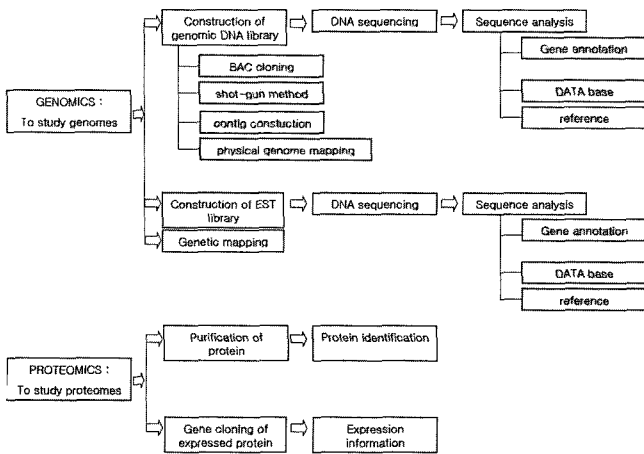 Construction of
genomic DNA library
DNA sequencing
Sequence analysis
Gene annotation
BAC cloning
shot-gun method
DATA base
contig constuction
reference
physical genome mapping
GENOMICS :
To study genomes
Construction of EST
library
DNA sequencing
Sequence analysis
Gene annotation
Genetic mapping
DATA base
reference
Purification of
protein
Protein identification
PROTEOMICS :
To study proteomes
Gene cloning of
expressed protein
Expression
information